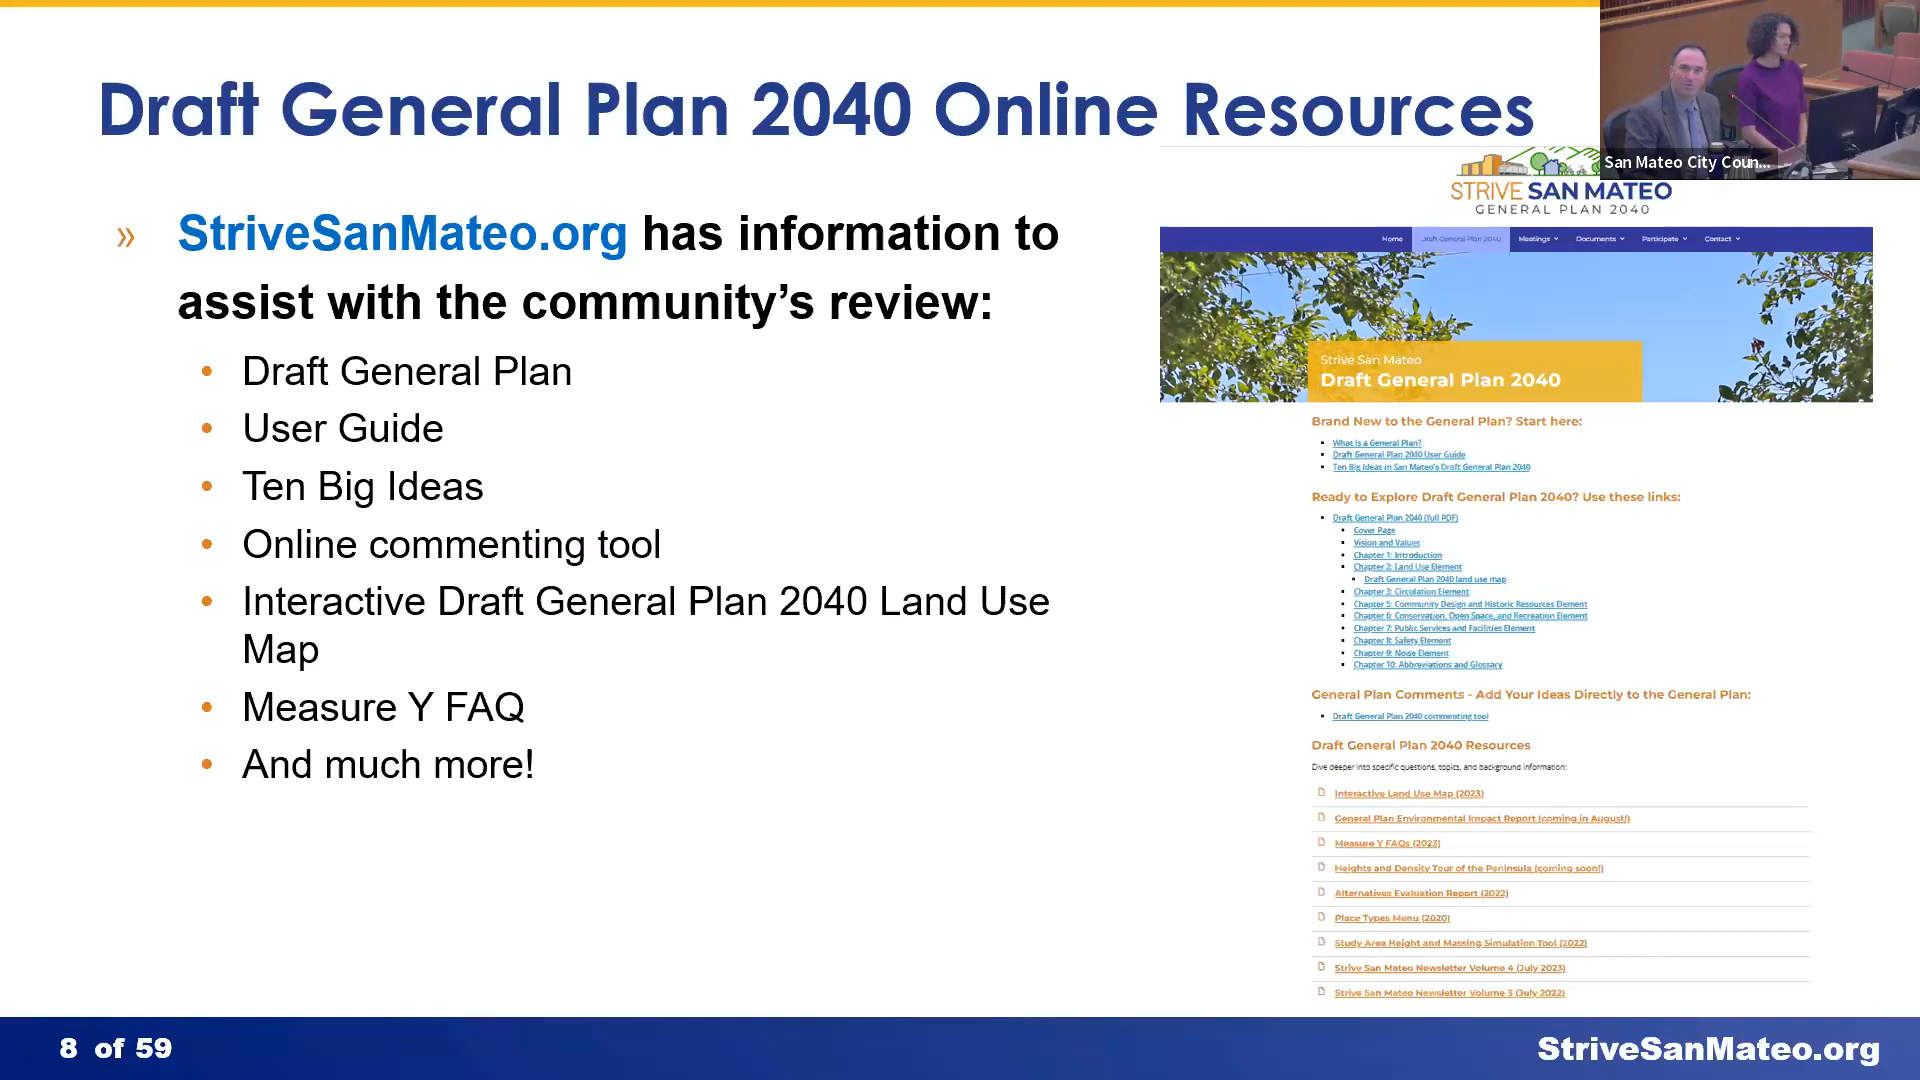 Draft General Plan 2040 Online Resources
San Mateo City Coun...
» StriveSanMateo.org has information to
assist with the community’s review:
• Draft General Plan
• User Guide
• Ten Big Ideas
• Online commenting tool
• Interactive Draft General Plan 2040 Land Use
Map
• Measure Y FAQ
• And much more!
STRIVE SAN MATEO
GENERAL PLAN 2040
Home Draft General Plan 2040 Meetings Documents Participate Contact
Strive San Mateo
Draft General Plan 2040
Brand New to the General Plan? Start here:
What is a General Plan?
Draft General Plan 2040 User Guide
Ten Big Ideas in San Mateo's Draft General Plan 2040
Ready to Explore Draft General Plan 2040? Use these links:
Draft General Plan 2040 (full PDF)
Cover Page
Vision and Values
Chapter 1: Introduction
Chapter 2: Land Use Element
Draft General Plan 2040 land use map
Chapter 3: Circulation Element
Chapter 5: Community Design and Historic Resources Element
Chapter 6: Conservation, Open Space, and Recreation Element
Chapter 7: Public Services and Facilities Element
Chapter 8: Safety Element
Chapter 9: Noise Element
Chapter 10: Abbreviations and Glossary
General Plan Comments - Add Your Ideas Directly to the General Plan:
Draft General Plan 2040 commenting tool
Draft General Plan 2040 Resources
Dive deeper into specific questions, topics, and background information:
Interactive Land Use Map (2023)
General Plan Environmental Impact Report (coming in August!)
Measure Y FAQs (2023)
Heights and Density Tour of the Peninsula (coming soon!)
Alternatives Evaluation Report (2022)
Place Types Menu (2020)
Study Area Height and Massing Simulation Tool (2022)
Strive San Mateo Newsletter Volume 4 (July 2023)
Strive San Mateo Newsletter Volume 3 (July 2022)
8 of 59
StriveSanMateo.org